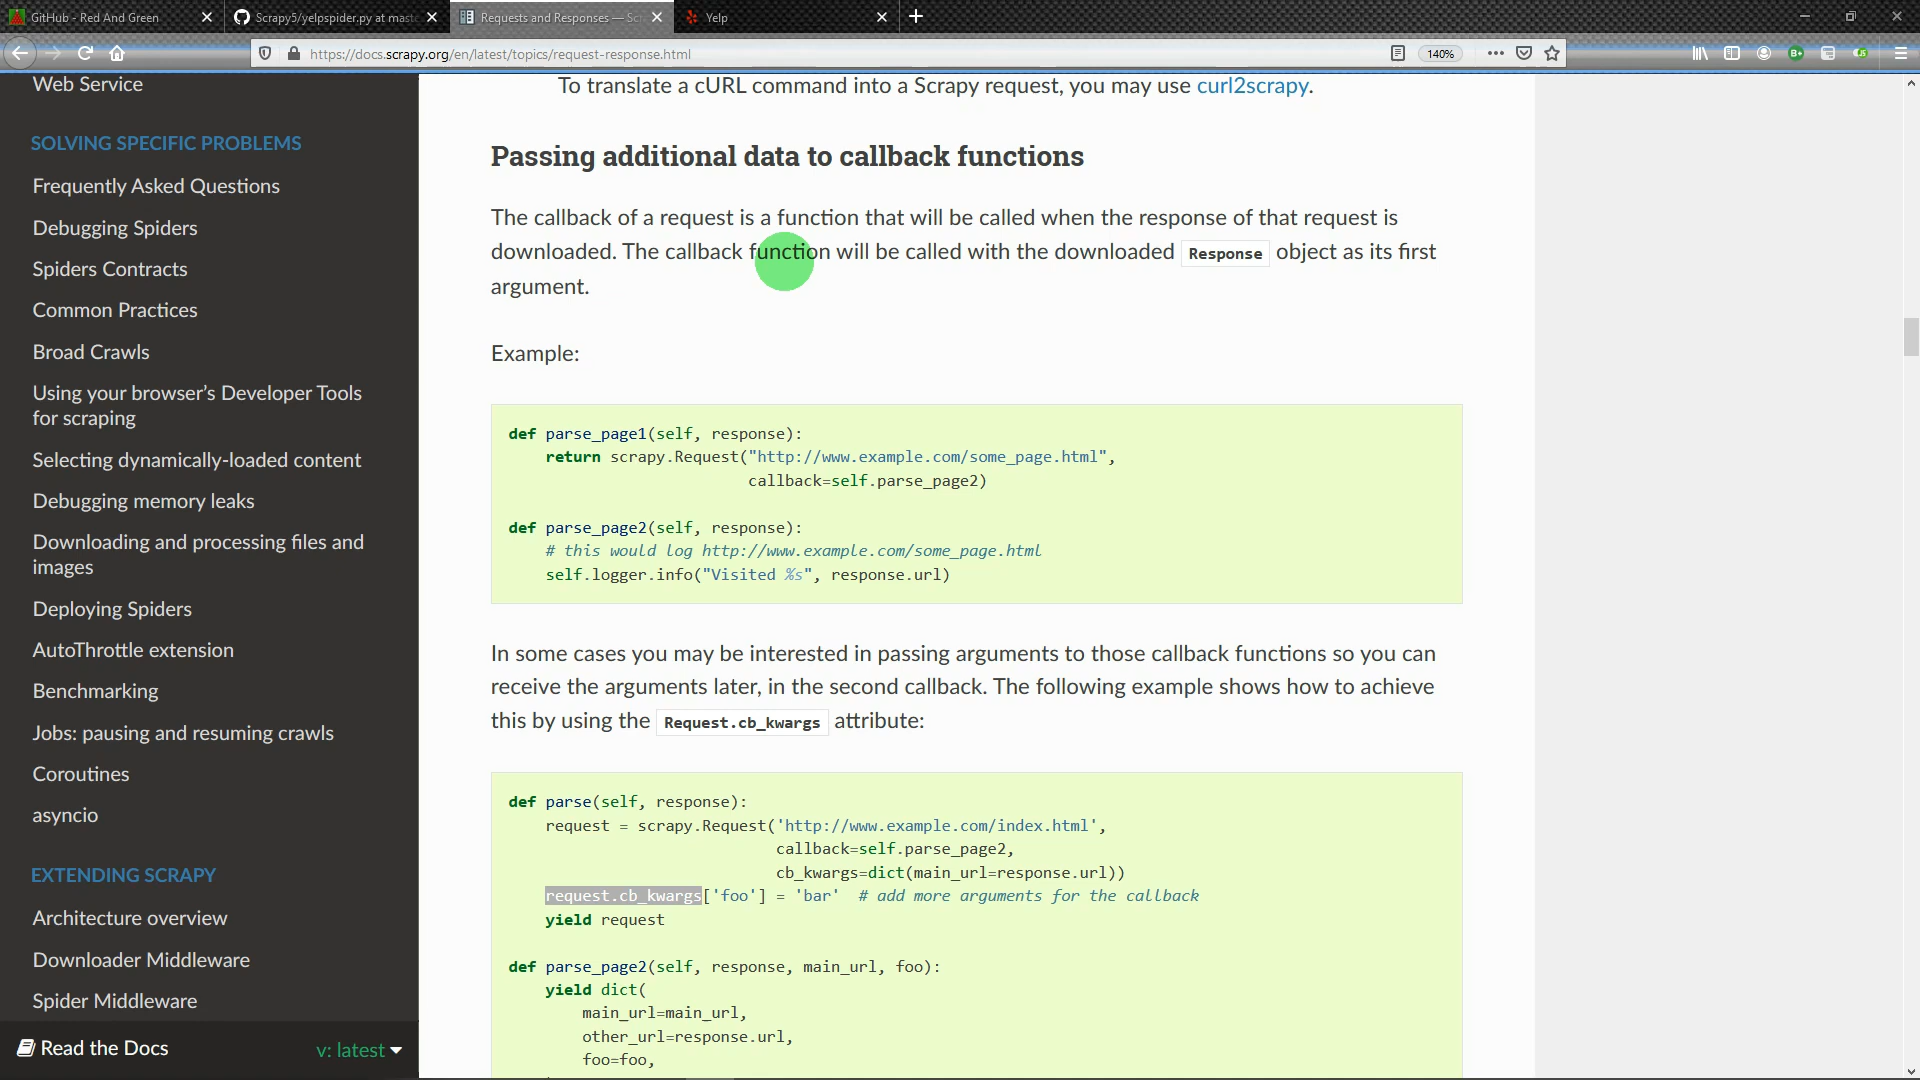 GitHub - Red And Green
Scrapy5/yelpspider.py at maste
Requests and Responses — Scr
Yelp
https://docs.scrapy.org/en/latest/topics/request-response.html
140%
Web Service
SOLVING SPECIFIC PROBLEMS
Frequently Asked Questions
Debugging Spiders
Spiders Contracts
Common Practices
Broad Crawls
Using your browser’s Developer Tools
for scraping
Selecting dynamically-loaded content
Debugging memory leaks
Downloading and processing files and
images
Deploying Spiders
AutoThrottle extension
Benchmarking
Jobs: pausing and resuming crawls
Coroutines
asyncio
EXTENDING SCRAPY
Architecture overview
Downloader Middleware
Spider Middleware
Read the Docs
v: latest
To translate a cURL command into a Scrapy request, you may use curl2scrapy.
Passing additional data to callback functions
The callback of a request is a function that will be called when the response of that request is
downloaded. The callback function will be called with the downloaded Response object as its first
argument.
Example:
def parse_page1(self, response):
return scrapy.Request("http://www.example.com/some_page.html",
callback=self.parse_page2)
def parse_page2(self, response):
# this would log http://www.example.com/some_page.html
self.logger.info("Visited %s", response.url)
In some cases you may be interested in passing arguments to those callback functions so you can
receive the arguments later, in the second callback. The following example shows how to achieve
this by using the Request.cb_kwargs attribute:
def parse(self, response):
request = scrapy.Request('http://www.example.com/index.html',
callback=self.parse_page2,
cb_kwargs=dict(main_url=response.url))
request.cb_kwargs['foo'] = 'bar'  # add more arguments for the callback
yield request
def parse_page2(self, response, main_url, foo):
yield dict(
main_url=main_url,
other_url=response.url,
foo=foo,